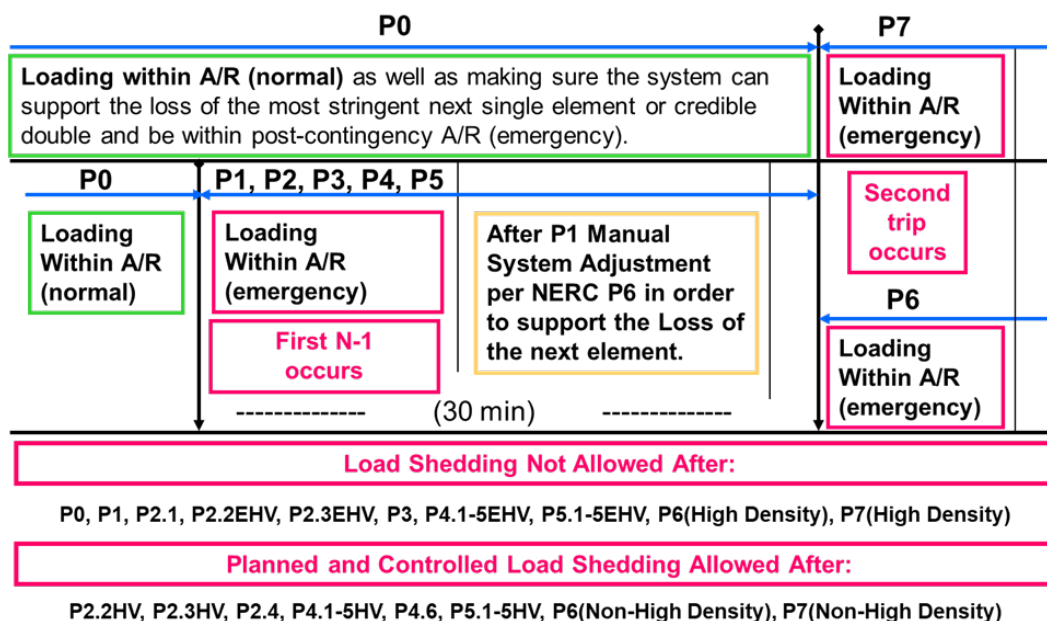 P0
P7
Loading within A/R (normal) as well as making sure the system can
support the loss of the most stringent next single element or credible
double and be within post-contingency A/R (emergency).
Loading
Within A/R
(emergency)
P0
P1, P2, P3, P4, P5
Loading
Within A/R
(normal)
Loading
Within A/R
(emergency)
First N-1
occurs
After P1 Manual
System Adjustment
per NERC P6 in order
to support the Loss of
the next element.
Second
trip
occurs
P6
Loading
Within A/R
(emergency)
-------------- (30 min) --------------
Load Shedding Not Allowed After:
P0, P1, P2.1, P2.2EHV, P2.3EHV, P3, P4.1-5EHV, P5.1-5EHV, P6(High Density), P7(High Density)
Planned and Controlled Load Shedding Allowed After:
P2.2HV, P2.3HV, P2.4, P4.1-5HV, P4.6, P5.1-5HV, P6(Non-High Density), P7(Non-High Density)